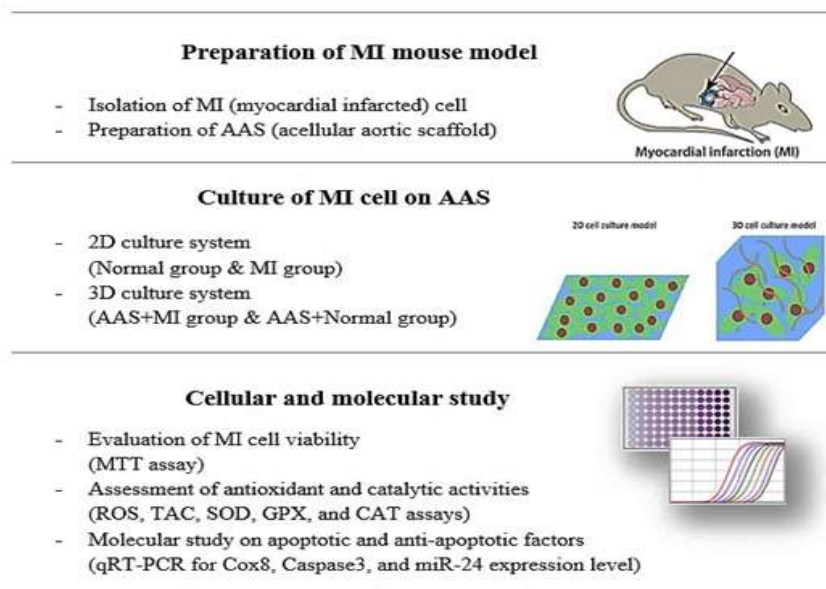 Preparation of MI mouse model
- Isolation of MI (myocardial infarcted) cell
- Preparation of AAS (acellular aortic scaffold)
Myocardial infarction (MI)
Culture of MI cell on AAS
- 2D culture system
(Normal group & MI group)
- 3D culture system
(AAS+MI group & AAS+Normal group)
2D cell culture model
3D cell culture model
Cellular and molecular study
- Evaluation of MI cell viability
(MTT assay)
- Assessment of antioxidant and catalytic activities
(ROS, TAC, SOD, GPX, and CAT assays)
- Molecular study on apoptotic and anti-apoptotic factors
(qRT-PCR for Cox8, Caspase3, and miR-24 expression level)